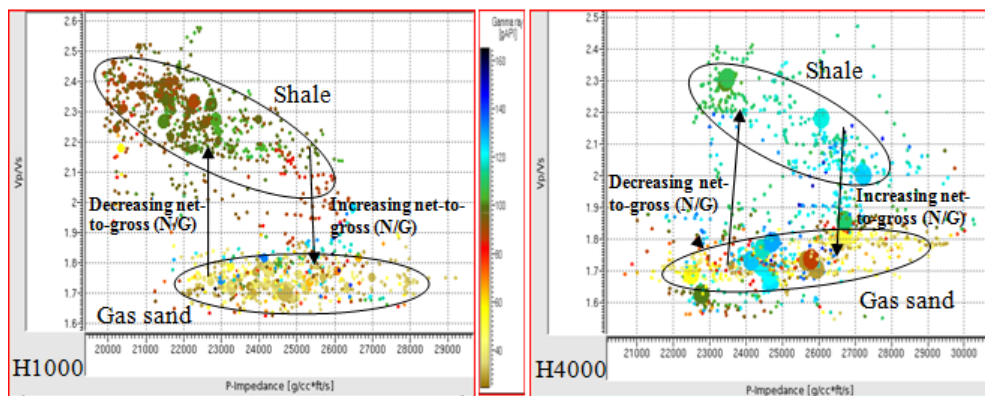 2.6
2.5
2.4
2.3
2.2
2.1
2
1.9
1.8
1.7
1.6
Vp/Vs
Shale
Decreasing net-
to-gross (N/G)
Increasing net-to-
gross (N/G)
Gas sand
H1000
20000 21000 22000 23000 24000 25000 26000 27000 28000 29000
P-Impedance [g/cc*ft/s]
Gamma ray
[gAPI]
160
140
120
100
80
60
40
2.5
2.4
2.3
2.2
2.1
2
1.9
1.8
1.7
1.6
Vp/Vs
Shale
Decreasing net-
to-gross (N/G)
Increasing net-to-
gross (N/G)
Gas sand
H4000
21000 22000 23000 24000 25000 26000 27000 28000 29000 30000
P-Impedance [g/cc*ft/s]